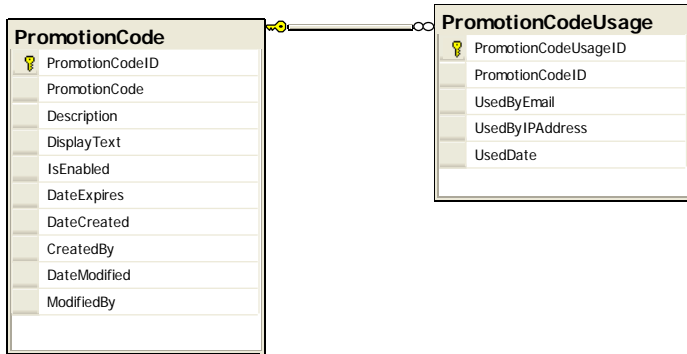 PromotionCode
PromotionCodeID
PromotionCode
Description
DisplayText
IsEnabled
DateExpires
DateCreated
CreatedBy
DateModified
ModifiedBy
PromotionCodeUsage
PromotionCodeUsageID
PromotionCodeID
UsedByEmail
UsedByIPAddress
UsedDate